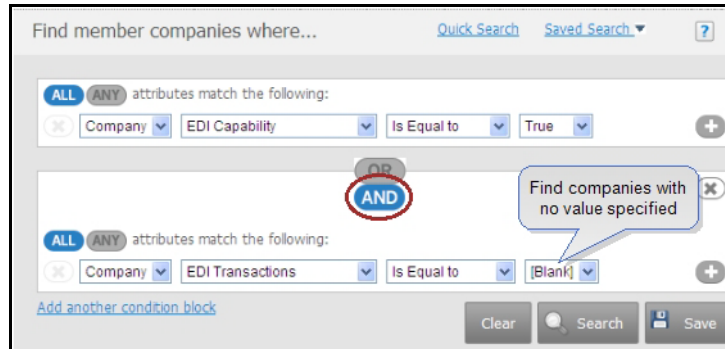 Find member companies where...
Quick Search
Saved Search
?
ALL ANY attributes match the following:
Company EDI Capability Is Equal to True
OR
AND
Find companies with
no value specified
ALL ANY attributes match the following:
Company EDI Transactions Is Equal to [Blank]
Add another condition block
Clear Search Save